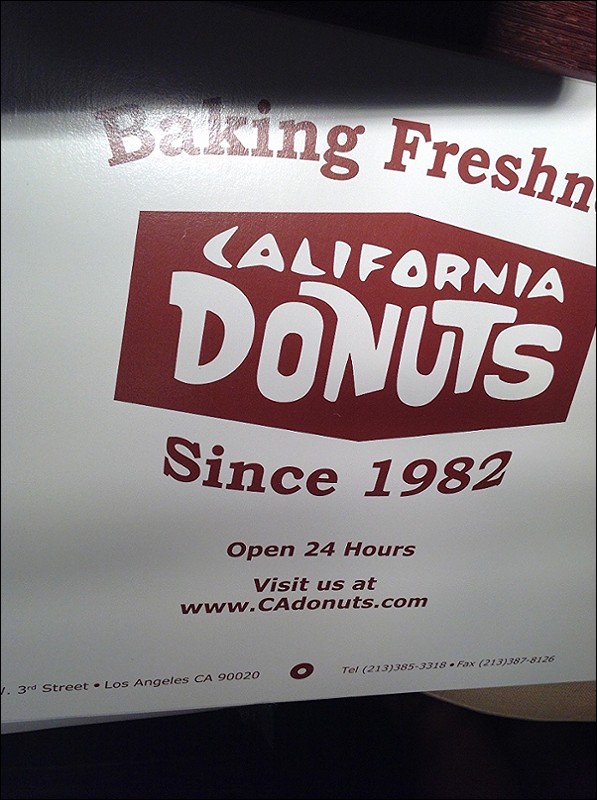 Baking Freshn
CALIFORNIA
DONUTS
Since 1982
Open 24 Hours
Visit us at
www.CAdonuts.com
. 3rd Street • Los Angeles CA 90020 Tel (213)385-3318 • Fax (213)387-8126